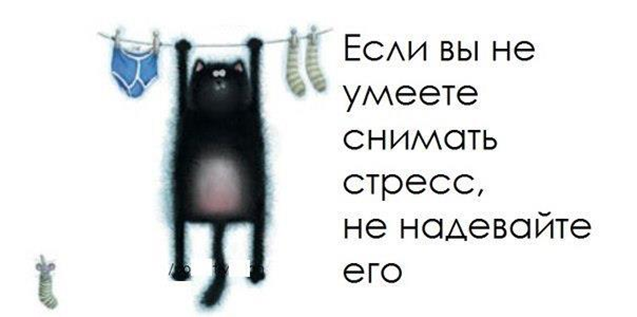 Если вы не
умеете
снимать
стресс,
не надевайте
его